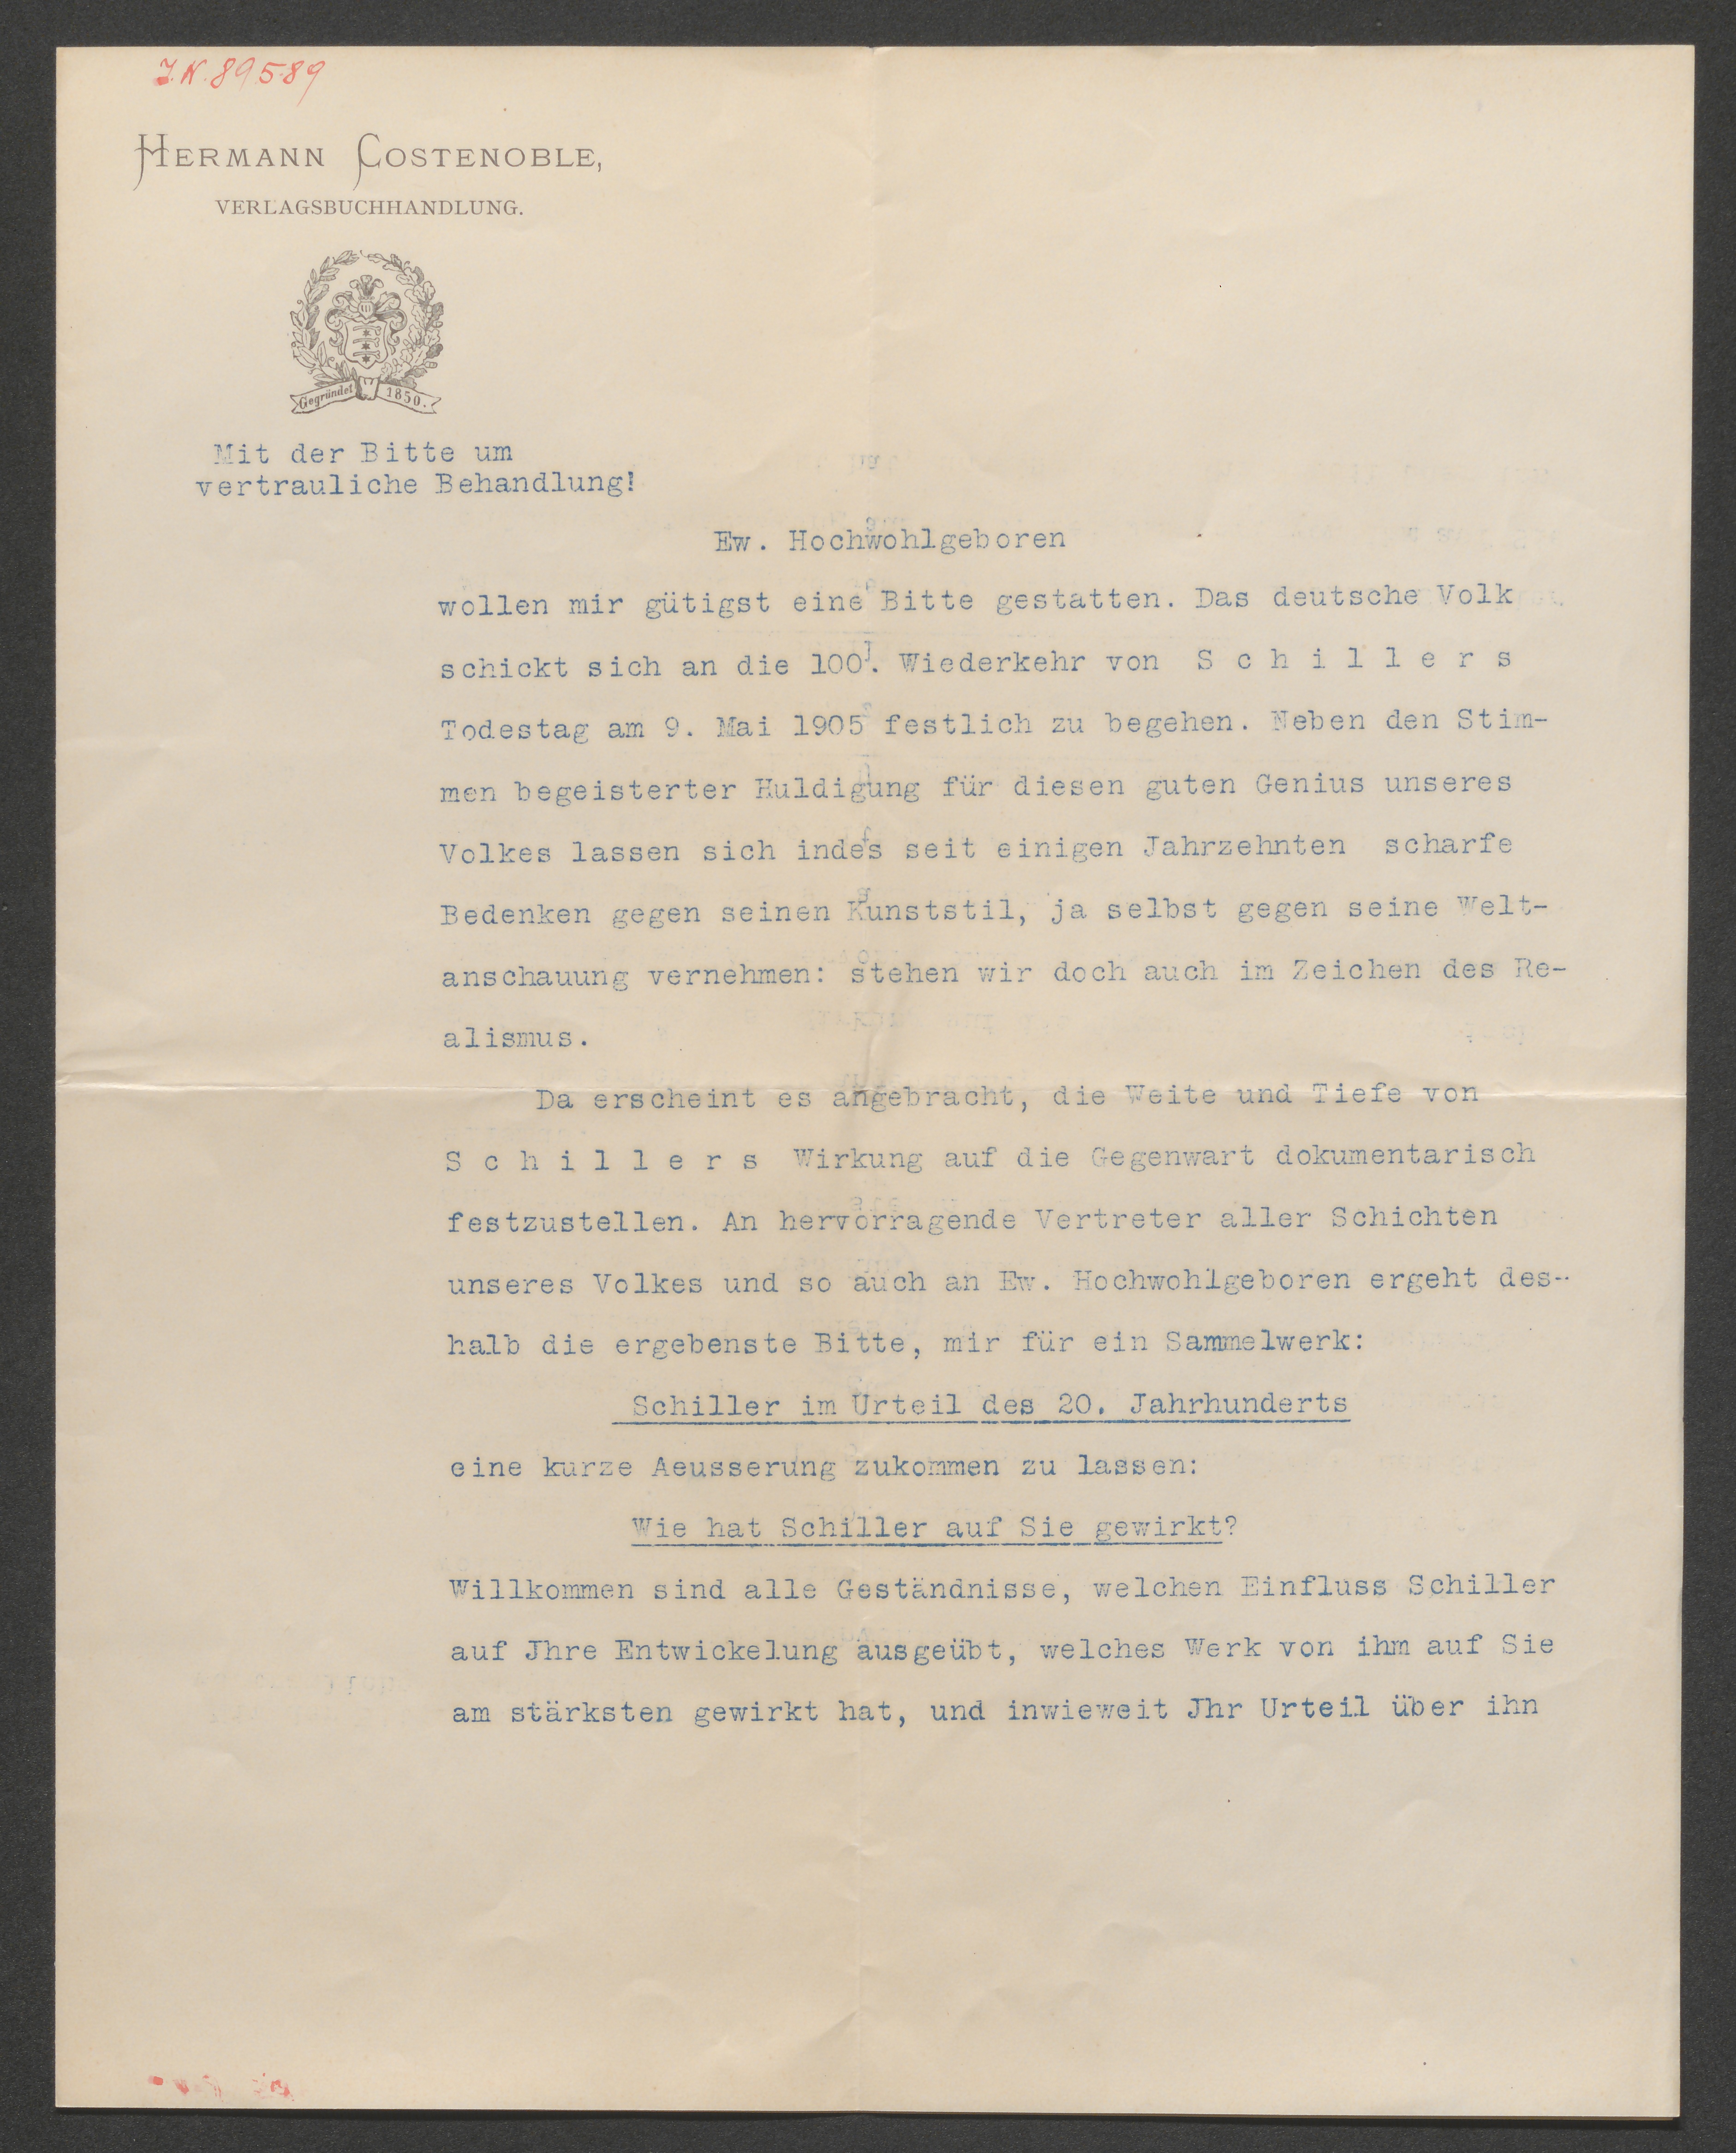 J.N. 89589
HERMANN COSTENOBLE,
VERLAGSBUCHHANDLUNG.
Gegründet 1850.
Mit der Bitte um
vertrauliche Behandlung!
Ew. Hochwohlgeboren
wollen mir gütigst eine Bitte gestatten. Das deutsche Volk
schickt sich an die 100. Wiederkehr von S c h i l l e r s
Todestag am 9. Mai 1905 festlich zu begehen. Neben den Stim-
men begeisterter Huldigung für diesen guten Genius unseres
Volkes lassen sich indes seit einigen Jahrzehnten scharfe
Bedenken gegen seinen Kunststil, ja selbst gegen seine Welt-
anschauung vernehmen: stehen wir doch auch im Zeichen des Re-
alismus.
Da erscheint es angebracht, die Weite und Tiefe von
S c h i l l e r s Wirkung auf die Gegenwart dokumentarisch
festzustellen. An hervorragende Vertreter aller Schichten
unseres Volkes und so auch an Ew. Hochwohlgeboren ergeht des-
halb die ergebenste Bitte, mir für ein Sammelwerk:
Schiller im Urteil des 20. Jahrhunderts
eine kurze Aeusserung zukommen zu lassen:
Wie hat Schiller auf Sie gewirkt?
Willkommen sind alle Geständnisse, welchen Einfluss Schiller
auf Jhre Entwickelung ausgeübt, welches Werk von ihm auf Sie
am stärksten gewirkt hat, und inwieweit Jhr Urteil über ihn